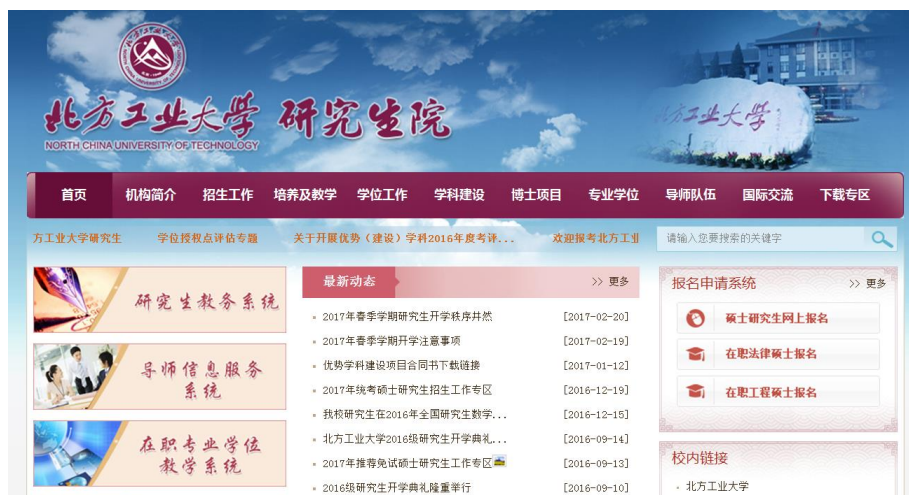 北方工业大学 研究生院
NORTH CHINA UNIVERSITY OF TECHNOLOGY
方工业大学
首页 机构简介 招生工作 培养及教学 学位工作 学科建设 博士项目 专业学位 导师队伍 国际交流 下载专区
方工业大学研究生 学位授权点评估专题 关于开展优势（建设）学科2016年度考评... 欢迎报考北方工业 请输入您要搜索的关键字
研究生教务系统
导师信息服务
系统
在职专业学位
教学系统
最新动态 >> 更多
2017年春季学期研究生开学秩序井然 [2017-02-20]
2017年春季学期开学注意事项 [2017-02-19]
优势学科建设项目合同书下载链接 [2017-01-12]
2017年统考硕士研究生招生工作专区 [2016-12-19]
我校研究生在2016年全国研究生数学... [2016-12-15]
北方工业大学2016级研究生开学典礼... [2016-09-14]
2017年推荐免试硕士研究生工作专区 [2016-09-13]
2016级研究生开学典礼隆重举行 [2016-09-10]
报名申请系统 >> 更多
硕士研究生网上报名
在职法律硕士报名
在职工程硕士报名
校内链接
北方工业大学